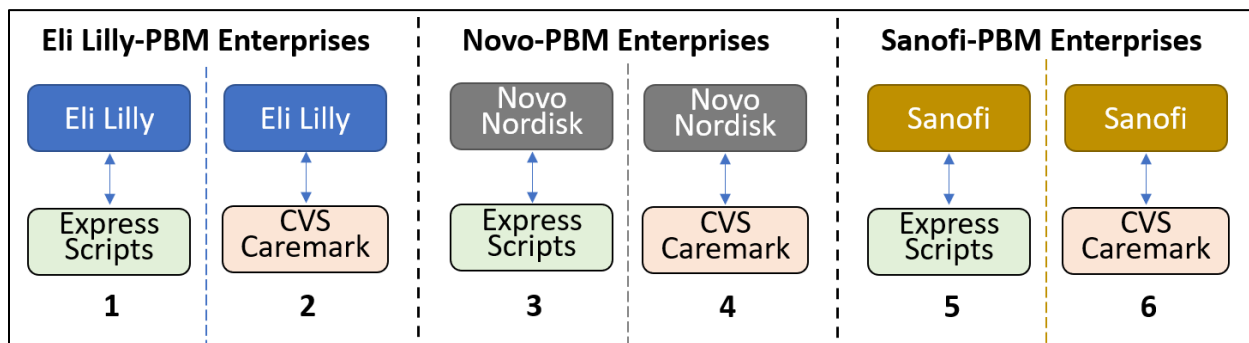 Eli Lilly-PBM Enterprises
Novo-PBM Enterprises
Sanofi-PBM Enterprises
Eli Lilly
Eli Lilly
Novo
Nordisk
Novo
Nordisk
Sanofi
Sanofi
Express
Scripts
CVS
Caremark
Express
Scripts
CVS
Caremark
Express
Scripts
CVS
Caremark
1
2
3
4
5
6